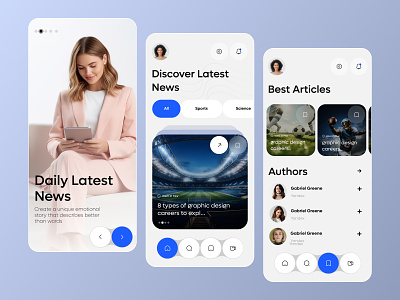 Daily Latest
News
Create a unique emotional
story that describes better
than words
Discover Latest
News
All
Sports
Science
8 types of graphic design
careers to expl...
Best Articles
graphic design
careers...
graphic design
careers...
Authors
Gabriel Greene
Gabriel Greene
Gabriel Greene